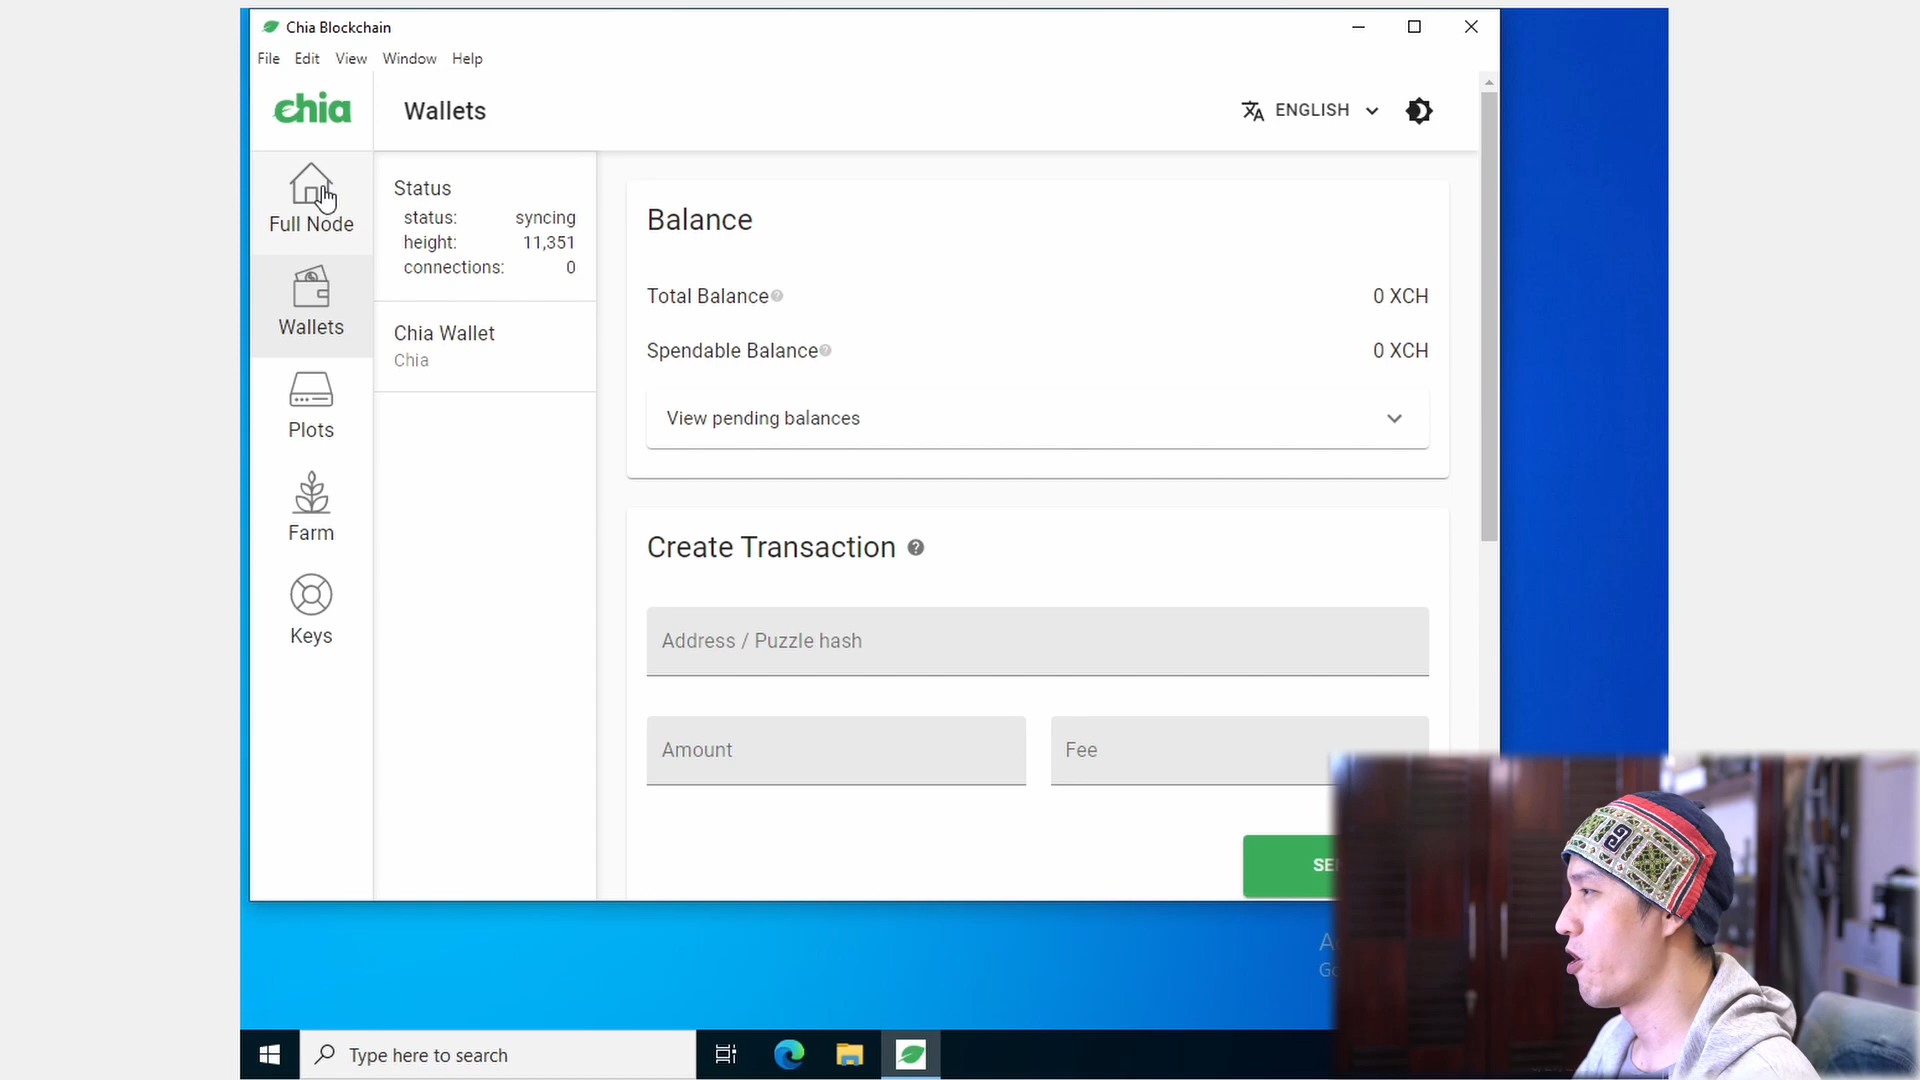 Chia Blockchain
File Edit View Window Help
chia
Wallets
ENGLISH
Full Node
Wallets
Plots
Farm
Keys
Status
status: syncing
height: 11,351
connections: 0
Chia Wallet
Chia
Balance
Total Balance 0 XCH
Spendable Balance 0 XCH
View pending balances
Create Transaction
Address / Puzzle hash
Amount
Fee
Type here to search